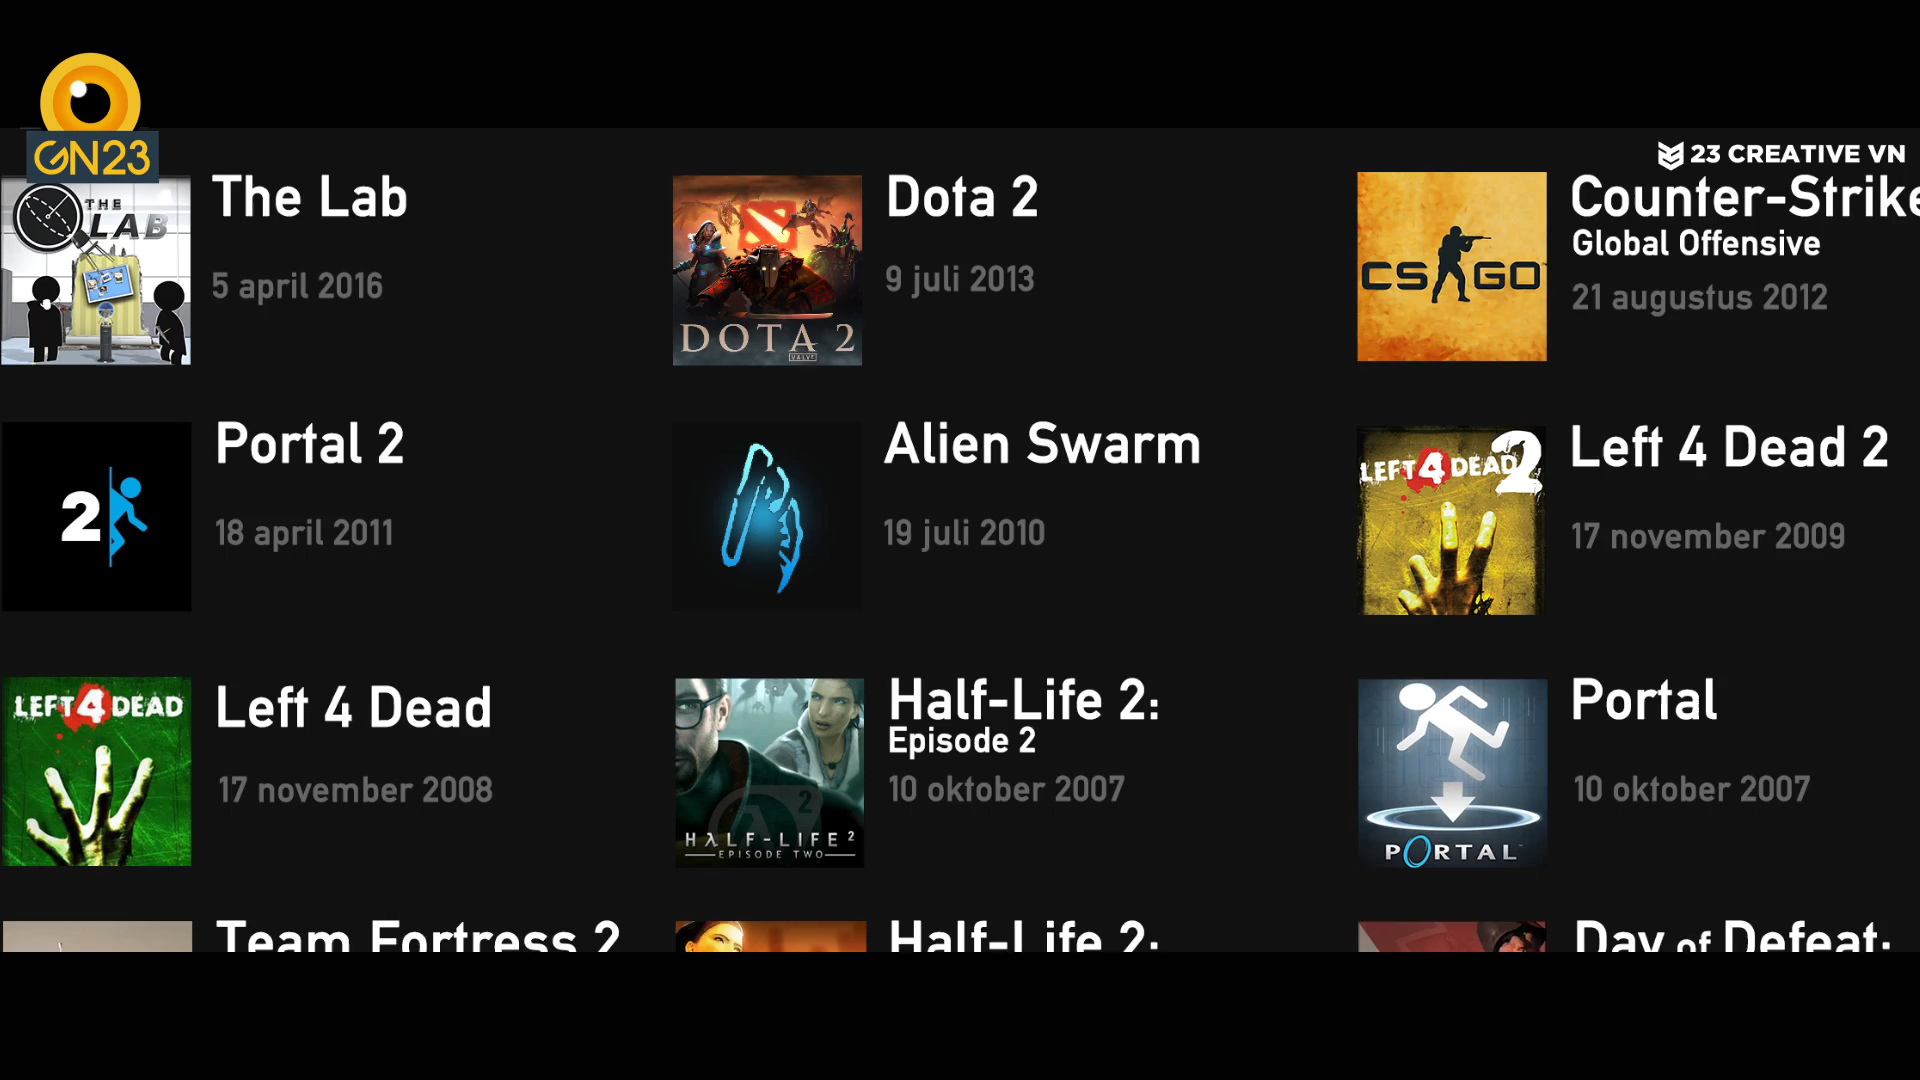 GN23
23 CREATIVE VN
THE
LAB
The Lab
5 april 2016
DOTA 2
VALVE
Dota 2
9 juli 2013
CS GO
Counter-Strike
Global Offensive
21 augustus 2012
2
Portal 2
18 april 2011
Alien Swarm
19 juli 2010
LEFT 4 DEAD 2
Left 4 Dead 2
17 november 2009
LEFT 4 DEAD
Left 4 Dead
17 november 2008
HλLF-LIFE 2
EPISODE TWO
Half-Life 2:
Episode 2
10 oktober 2007
PORTAL
Portal
10 oktober 2007
Team Fortress 2
Half-Life 2:
Day of Defeat: